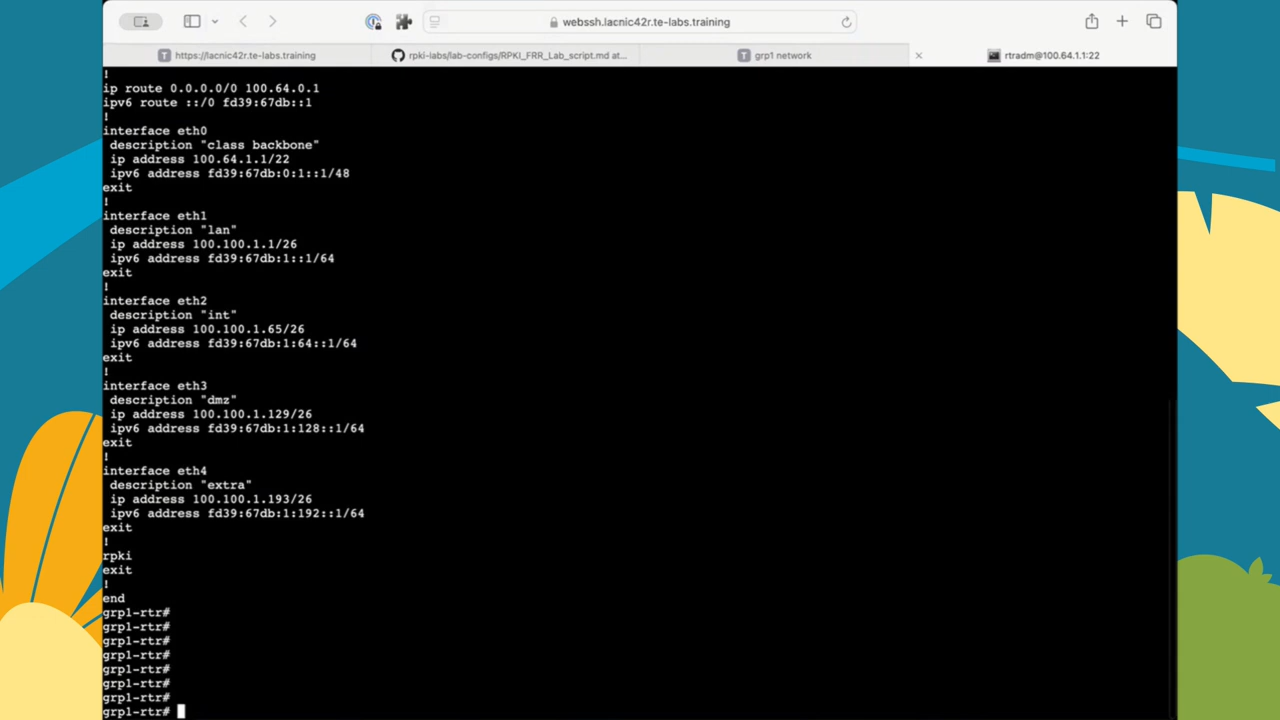 webssh.lacnic42r.te-labs.training
https://lacnic42r.te-labs.training
rpki-labs/lab-configs/RPKI_FRR_Lab_script.md at...
grp1 network
rtradm@100.64.1.1:22
!
ip route 0.0.0.0/0 100.64.0.1
ipv6 route ::/0 fd39:67db::1
!
interface eth0
description "class backbone"
ip address 100.64.1.1/22
ipv6 address fd39:67db:0:1::1/48
exit
!
interface eth1
description "lan"
ip address 100.100.1.1/26
ipv6 address fd39:67db:1::1/64
exit
!
interface eth2
description "int"
ip address 100.100.1.65/26
ipv6 address fd39:67db:1:64::1/64
exit
!
interface eth3
description "dmz"
ip address 100.100.1.129/26
ipv6 address fd39:67db:1:128::1/64
exit
!
interface eth4
description "extra"
ip address 100.100.1.193/26
ipv6 address fd39:67db:1:192::1/64
exit
!
rpki
exit
!
end
grp1-rtr#
grp1-rtr#
grp1-rtr#
grp1-rtr#
grp1-rtr#
grp1-rtr#
grp1-rtr#
grp1-rtr#